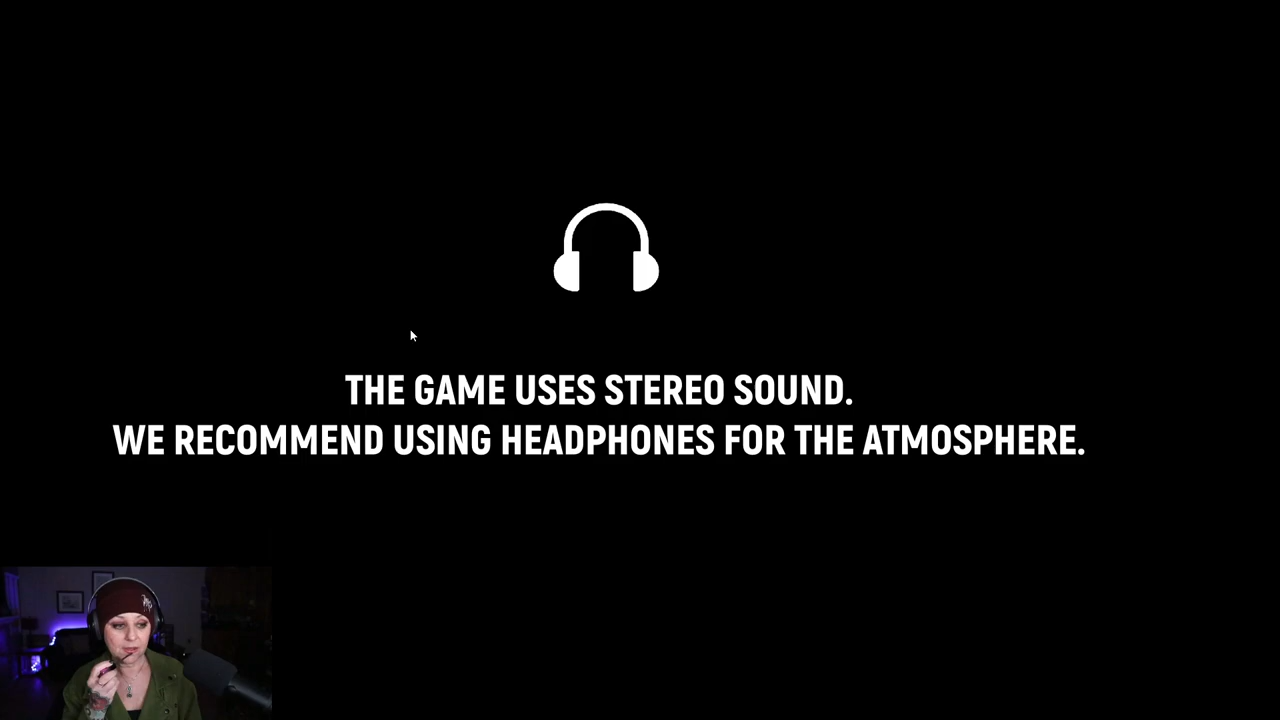 THE GAME USES STEREO SOUND.
WE RECOMMEND USING HEADPHONES FOR THE ATMOSPHERE.